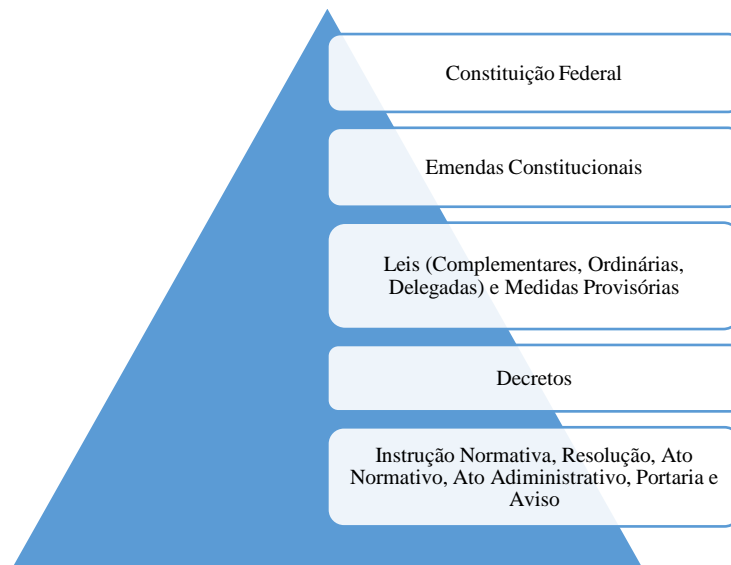 Constituição Federal
Emendas Constitucionais
Leis (Complementares, Ordinárias,
Delegadas) e Medidas Provisórias
Decretos
Instrução Normativa, Resolução, Ato
Normativo, Ato Adiministrativo, Portaria e
Aviso